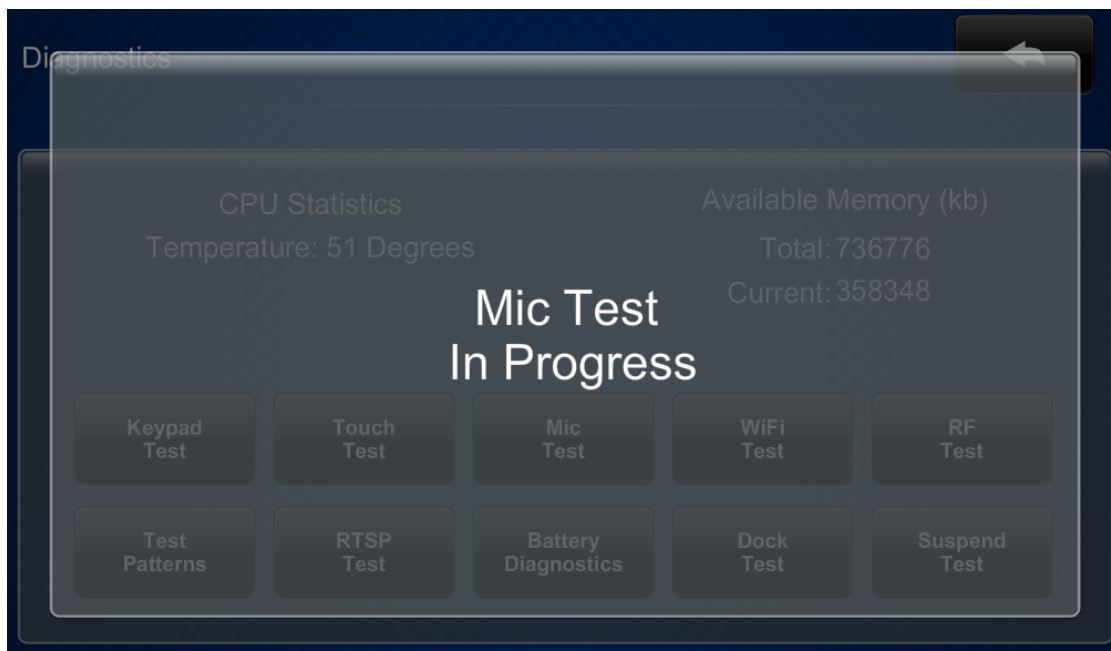 Diagnostics
CPU Statistics
Temperature: 51 Degrees
Available Memory (kb)
Total: 736776
Current: 358348
Mic Test
In Progress
Keypad
Test
Touch
Test
Mic
Test
WiFi
Test
RF
Test
Test
Patterns
RTSP
Test
Battery
Diagnostics
Dock
Test
Suspend
Test